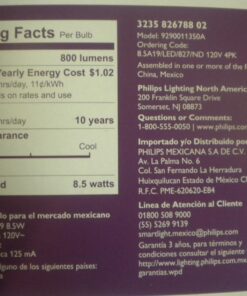 g Facts Per Bulb
800 lumens
Yearly Energy Cost $1.02
hrs/day, 11¢/kWh
s on rates and use
rs/day 10 years
arance
Cool
d 8.5 watts
do para el mercado mexicano
9 8.5W
120V~
ca 125 mA
lguno de los siguientes países:
3235 826788 02
Model: 9290011350A
Ordering Code:
8.5A19/LED/827/ND 120V 4PK
Assembled in one or more of the f
China, Mexico
Philips Lighting North America
200 Franklin Square Drive
Somerset, NJ 08873
Questions or Comments:
1-800-555-0050 | www.philips
Importado y/o Distribuido por
PHILIPS MEXICANA S.A DE C.V.
Av. La Palma No. 6
Col. San Fernando La Herradura
Huixquilucan Estado de México
R.F.C. PME-620620-E84
Linea de Atención al Cliente
01800 508 9000
(55) 5269 9139
smartlight.mexico@philips.com
Garantía 3 años, para términos y
condiciones consulte
http://www.lighting.philips.com.mx
garantias.wpd